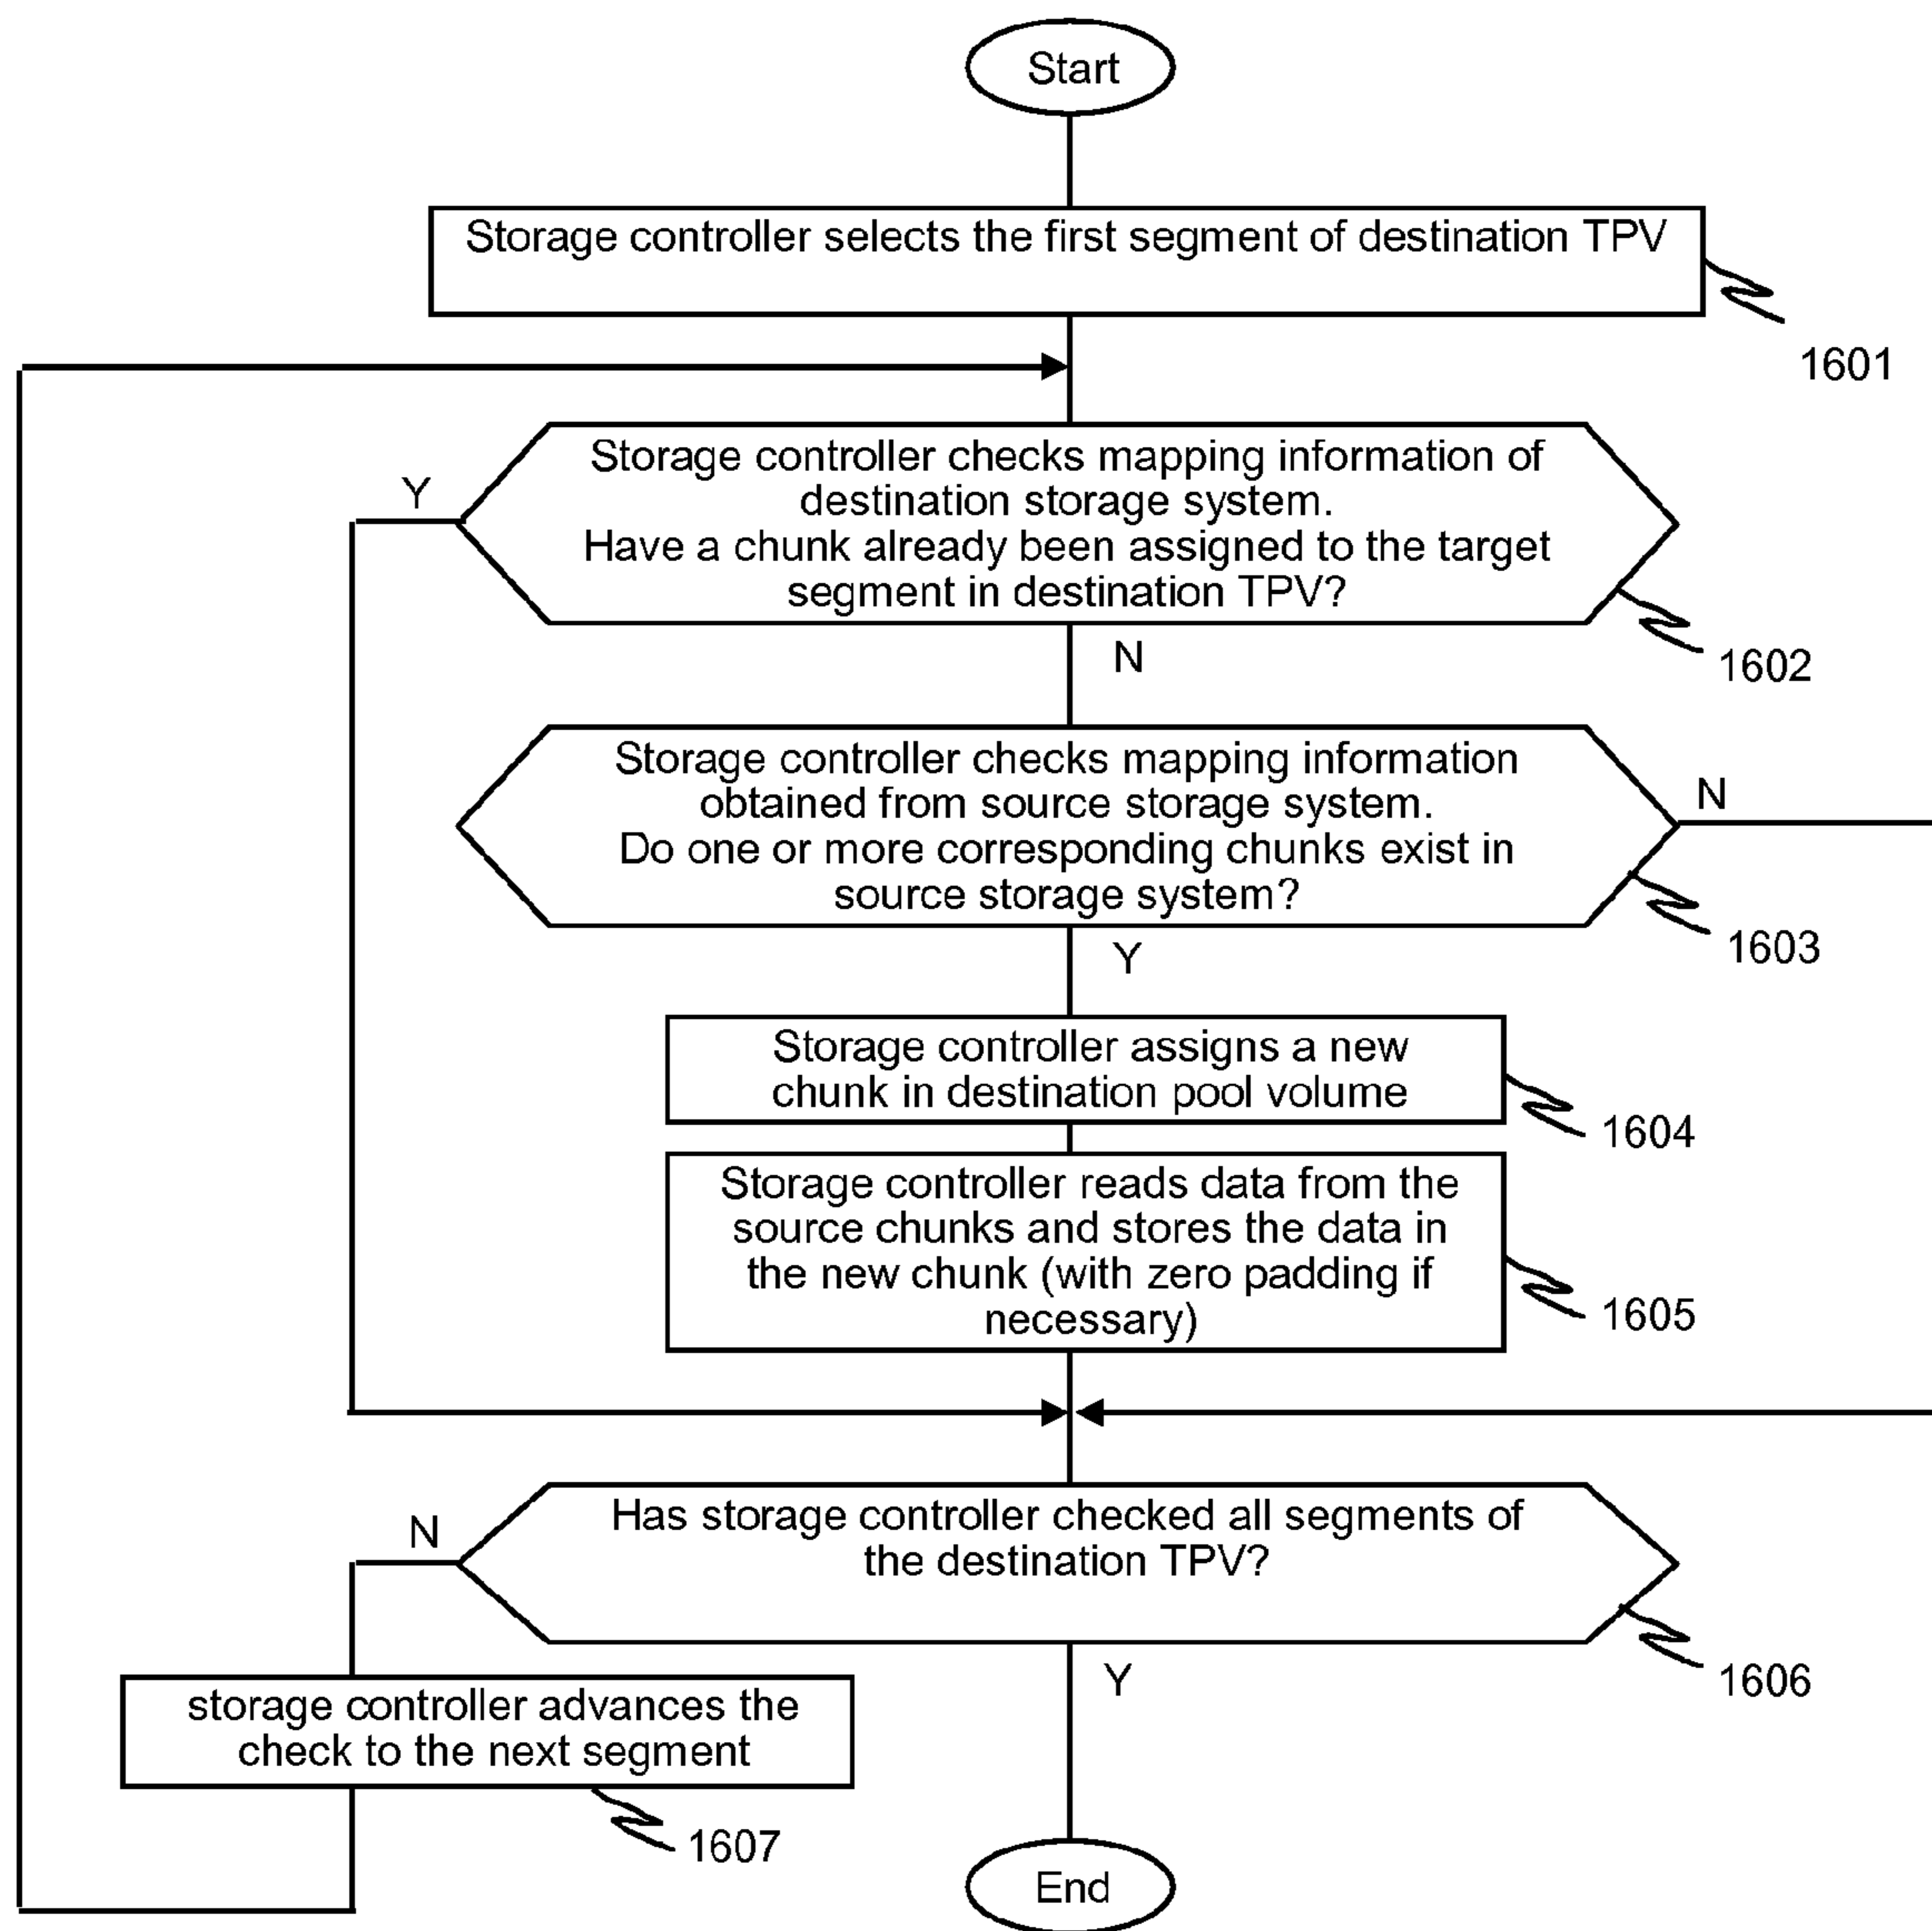 Start
Storage controller selects the first segment of destination TPV
1601
Storage controller checks mapping information of
destination storage system.
Have a chunk already been assigned to the target
segment in destination TPV?
Y
N
1602
Storage controller checks mapping information
obtained from source storage system.
Do one or more corresponding chunks exist in
source storage system?
N
Y
1603
Storage controller assigns a new
chunk in destination pool volume
1604
Storage controller reads data from the
source chunks and stores the data in
the new chunk (with zero padding if
necessary)
1605
Has storage controller checked all segments of
the destination TPV?
N
Y
1606
storage controller advances the
check to the next segment
1607
End